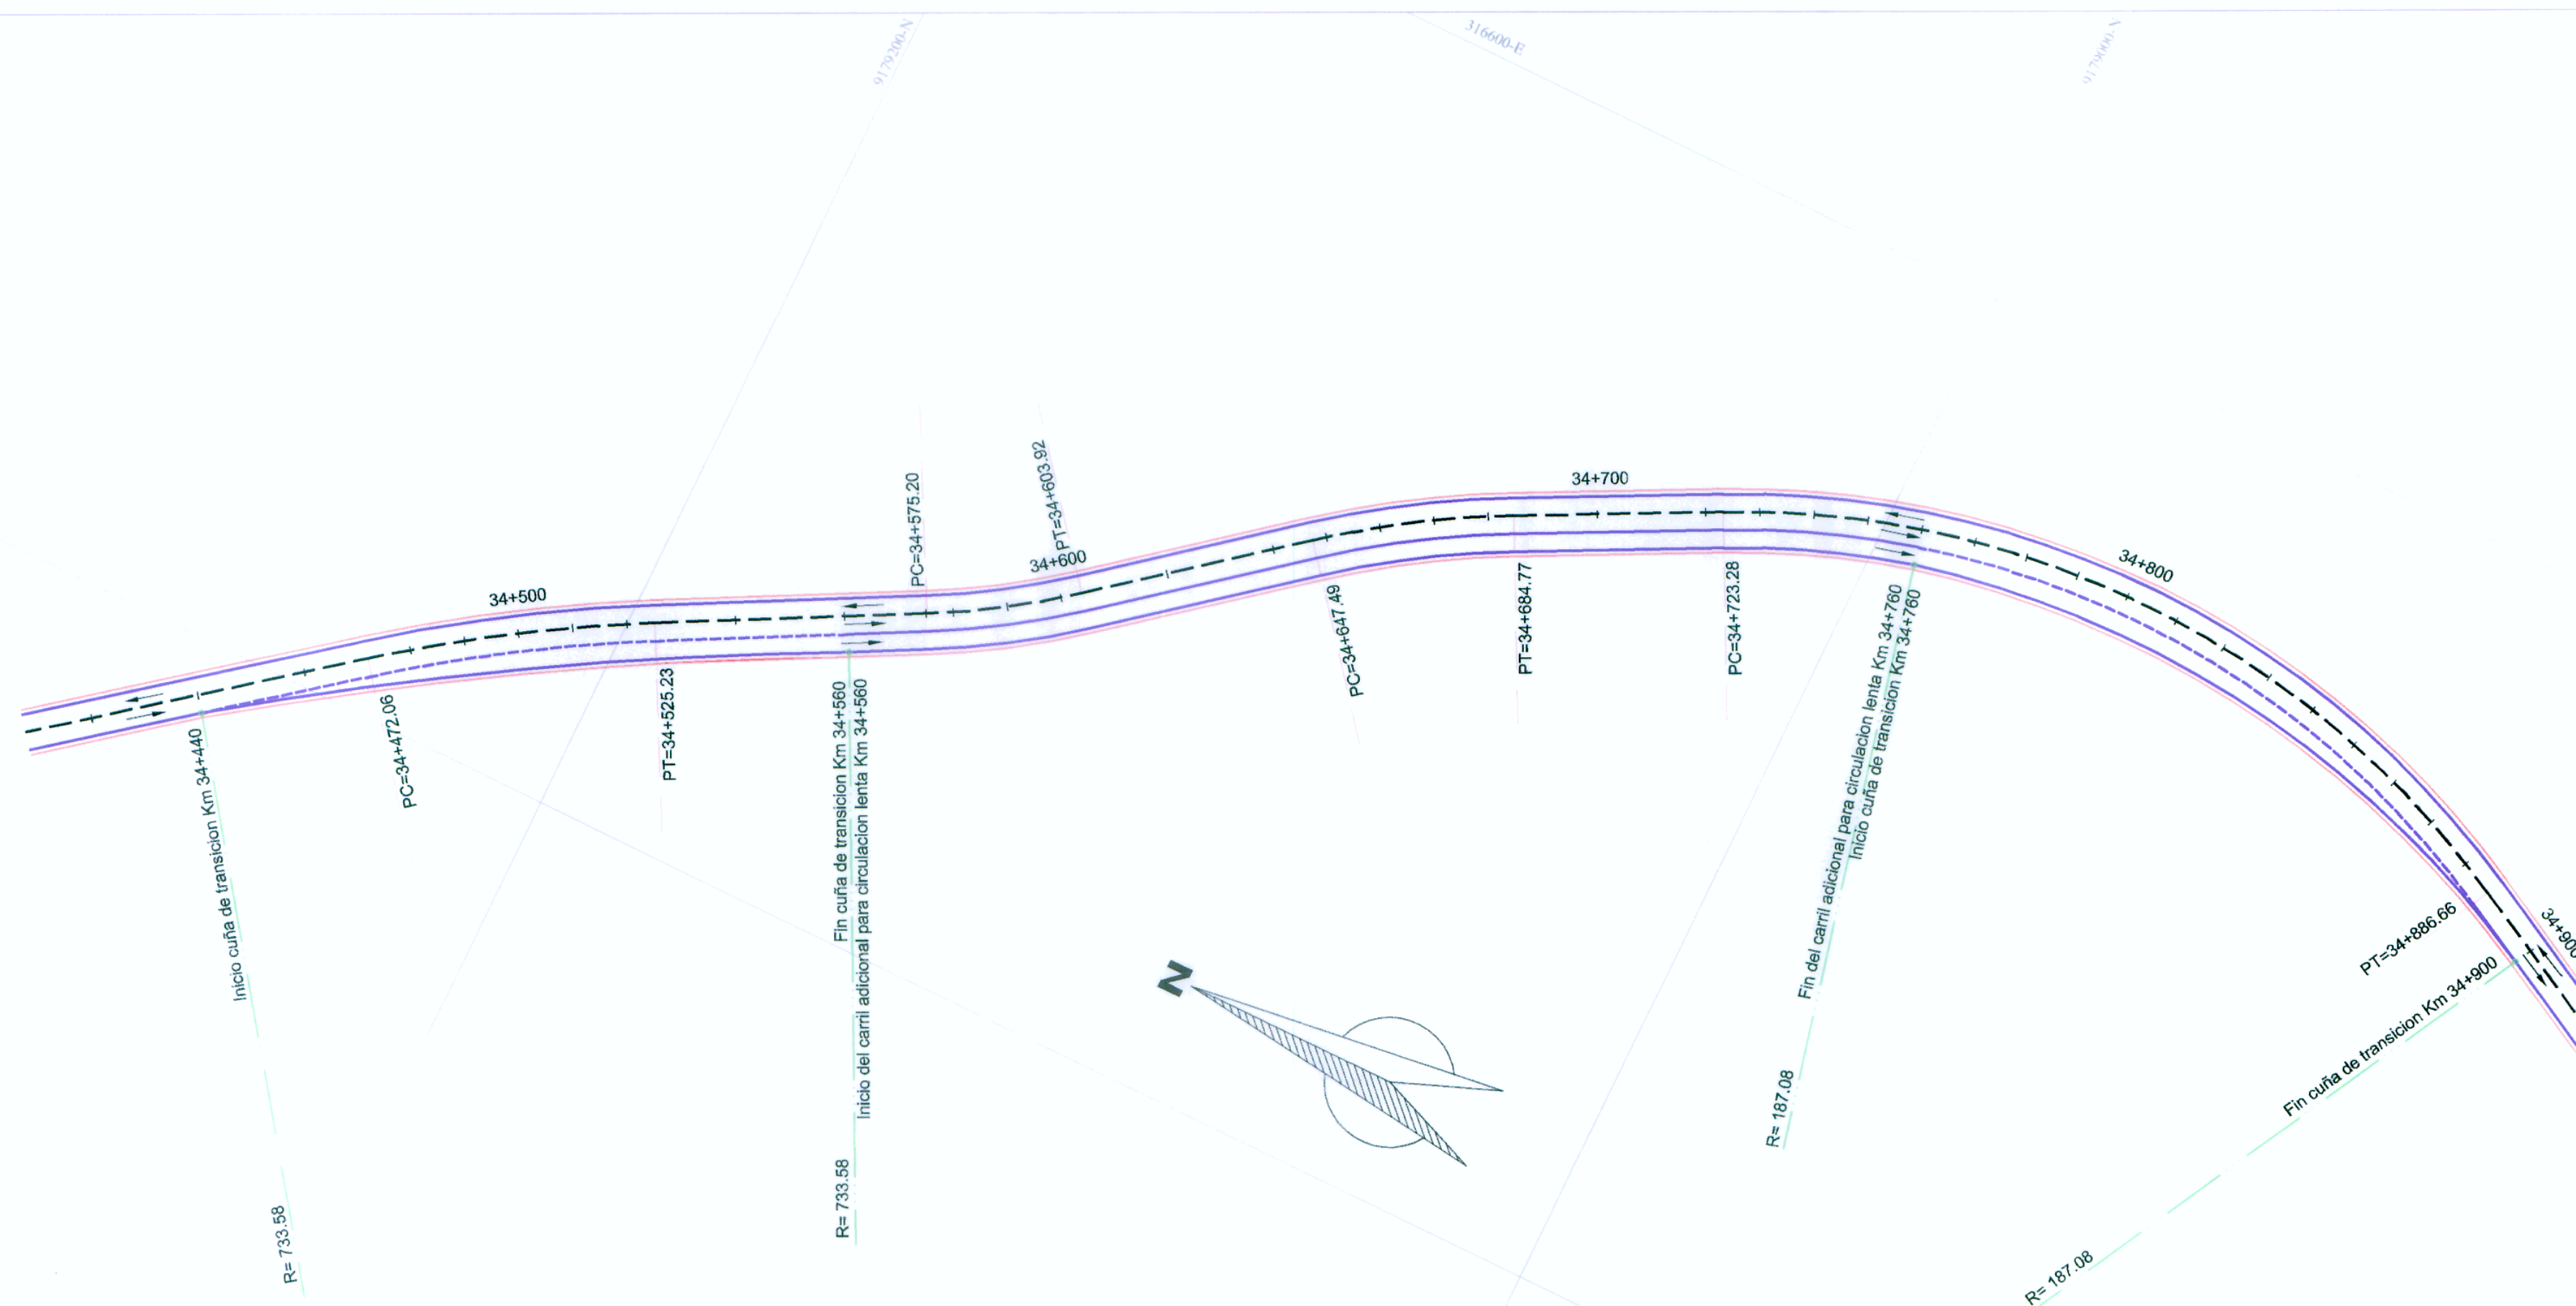 9179200-N
316600-E
9179000-N
34+500
34+600
34+700
34+800
34+900
PC=34+575.20
PT=34+603.92
Inicio cuña de transicion Km 34+440
R= 733.58
PC=34+472.06
PT=34+525.23
Fin cuña de transicion Km 34+560
Inicio del carril adicional para circulacion lenta Km 34+560
R= 733.58
PC=34+647.49
PT=34+684.77
PC=34+723.28
Fin del carril adicional para circulacion lenta Km 34+760
Inicio cuña de transicion Km 34+760
R= 187.08
PT=34+886.66
Fin cuña de transicion Km 34+900
R= 187.08
N